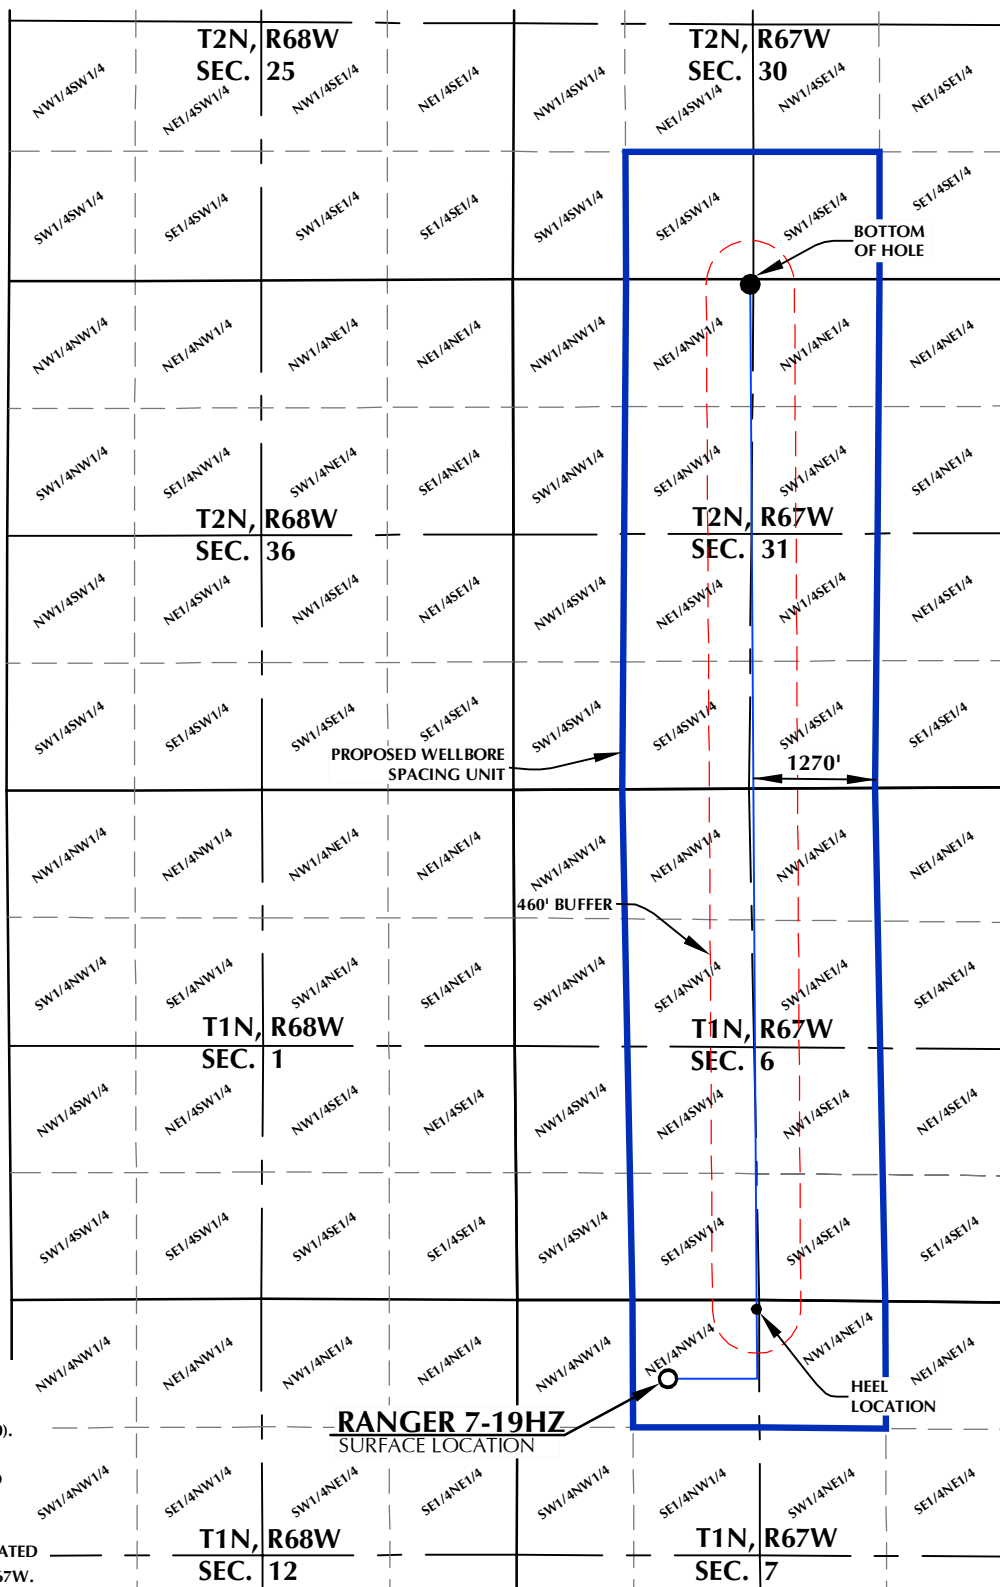 T2N, R68W
SEC. 25
T2N, R67W
SEC. 30
NW1/4SW1/4
NE1/4SW1/4
NW1/4SE1/4
NE1/4SE1/4
NW1/4SW1/4
NE1/4SW1/4
NW1/4SE1/4
NE1/4SE1/4
SW1/4SW1/4
SE1/4SW1/4
SW1/4SE1/4
SE1/4SE1/4
SW1/4SW1/4
SE1/4SW1/4
SW1/4SE1/4
SE1/4SE1/4
BOTTOM
OF HOLE
NW1/4NW1/4
NE1/4NW1/4
NW1/4NE1/4
NE1/4NE1/4
NW1/4NW1/4
NE1/4NW1/4
NW1/4NE1/4
NE1/4NE1/4
SW1/4NW1/4
SE1/4NW1/4
SW1/4NE1/4
SE1/4NE1/4
SW1/4NW1/4
SE1/4NW1/4
SW1/4NE1/4
SE1/4NE1/4
T2N, R68W
SEC. 36
T2N, R67W
SEC. 31
NW1/4SW1/4
NE1/4SW1/4
NW1/4SE1/4
NE1/4SE1/4
NW1/4SW1/4
NE1/4SW1/4
NW1/4SE1/4
NE1/4SE1/4
SW1/4SW1/4
SE1/4SW1/4
SW1/4SE1/4
SE1/4SE1/4
SW1/4SW1/4
SE1/4SW1/4
SW1/4SE1/4
SE1/4SE1/4
PROPOSED WELLBORE
SPACING UNIT
1270'
NW1/4NW1/4
NE1/4NW1/4
NW1/4NE1/4
NE1/4NE1/4
NW1/4NW1/4
NE1/4NW1/4
NW1/4NE1/4
NE1/4NE1/4
460' BUFFER
SW1/4NW1/4
SE1/4NW1/4
SW1/4NE1/4
SE1/4NE1/4
SW1/4NW1/4
SE1/4NW1/4
SW1/4NE1/4
SE1/4NE1/4
T1N, R68W
SEC. 1
T1N, R67W
SEC. 6
NW1/4SW1/4
NE1/4SW1/4
NW1/4SE1/4
NE1/4SE1/4
NW1/4SW1/4
NE1/4SW1/4
NW1/4SE1/4
NE1/4SE1/4
SW1/4SW1/4
SE1/4SW1/4
SW1/4SE1/4
SE1/4SE1/4
SW1/4SW1/4
SE1/4SW1/4
SW1/4SE1/4
SE1/4SE1/4
NW1/4NW1/4
NE1/4NW1/4
NW1/4NE1/4
NE1/4NE1/4
NW1/4NW1/4
NE1/4NW1/4
NW1/4NE1/4
NE1/4NE1/4
HEEL
LOCATION
RANGER 7-19HZ
SURFACE LOCATION
).
SW1/4NW1/4
SE1/4NW1/4
SW1/4NE1/4
SE1/4NE1/4
SW1/4NW1/4
SE1/4NW1/4
SW1/4NE1/4
SE1/4NE1/4
ATED
67W.
T1N, R68W
SEC. 12
T1N, R67W
SEC. 7